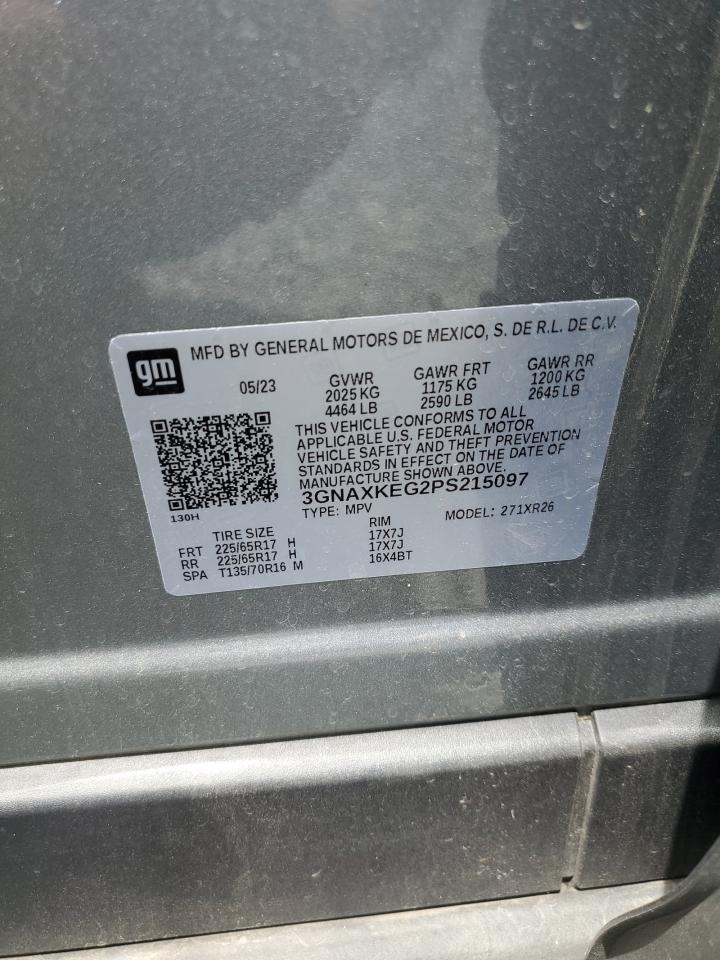 gm
MFD BY GENERAL MOTORS DE MEXICO, S. DE R.L. DE C.V.
05/23 GVWR GAWR FRT GAWR RR
2025 KG 1175 KG 1200 KG
4464 LB 2590 LB 2645 LB
THIS VEHICLE CONFORMS TO ALL
APPLICABLE U.S. FEDERAL MOTOR
VEHICLE SAFETY AND THEFT PREVENTION
STANDARDS IN EFFECT ON THE DATE OF
MANUFACTURE SHOWN ABOVE.
3GNAXKEG2PS215097
130H
TYPE: MPV MODEL: 271XR26
TIRE SIZE RIM
FRT 225/65R17 H 17X7J
RR 225/65R17 H 17X7J
SPA T135/70R16 M 16X4BT